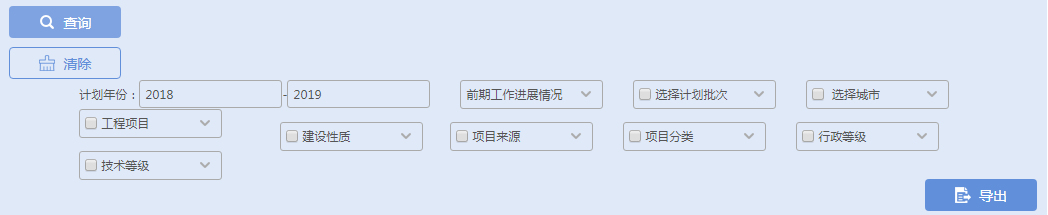 查询
清除
计划年份：2018-2019 前期工作进展情况 选择计划批次 选择城市
工程项目 建设性质 项目来源 项目分类 行政等级
技术等级
导出